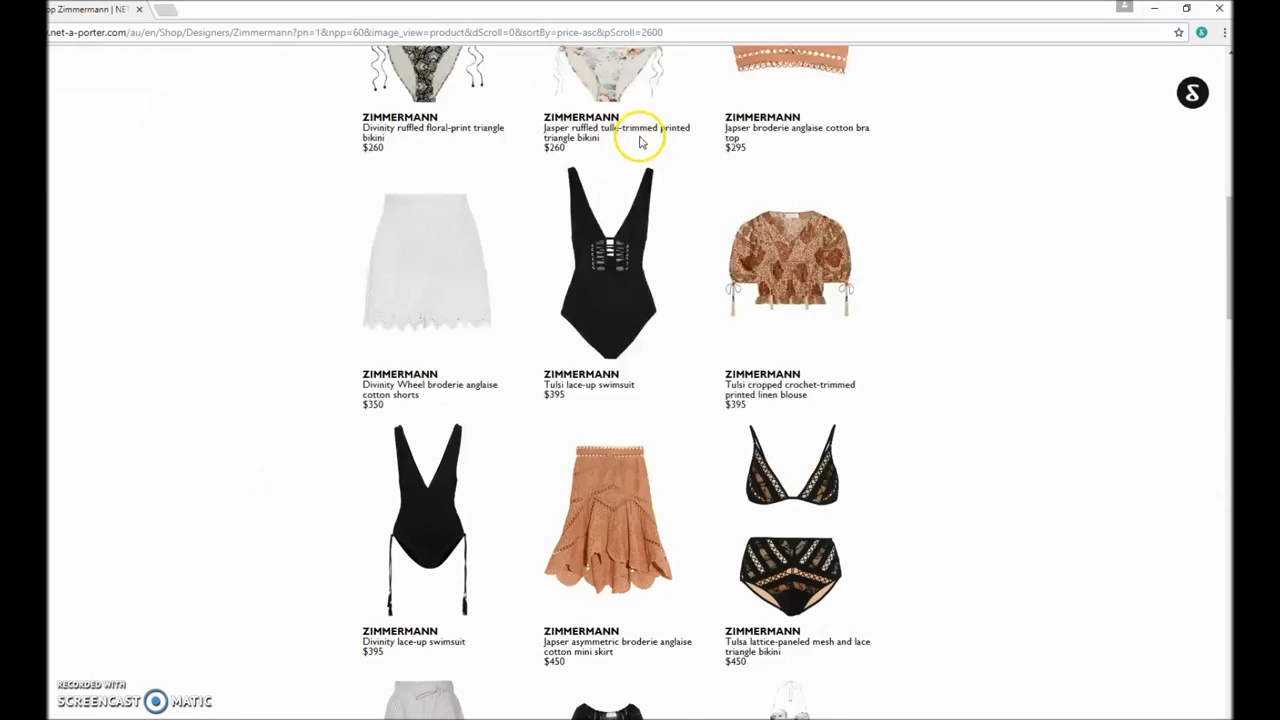 op Zimmermann | NET
.net-a-porter.com/au/en/Shop/Designers/Zimmermann?pn=1&npp=60&image_view=product&dScroll=0&sortBy=price-asc&pScroll=2600
ZIMMERMANN
Divinity ruffled floral-print triangle
bikini
$260
ZIMMERMANN
Jasper ruffled tulle-trimmed printed
triangle bikini
$260
ZIMMERMANN
Japser broderie anglaise cotton bra
top
$295
ZIMMERMANN
Divinity Wheel broderie anglaise
cotton shorts
$350
ZIMMERMANN
Tulsi lace-up swimsuit
$395
ZIMMERMANN
Tulsi cropped crochet-trimmed
printed linen blouse
$395
ZIMMERMANN
Divinity lace-up swimsuit
$395
ZIMMERMANN
Japser asymmetric broderie anglaise
cotton mini skirt
$450
ZIMMERMANN
Tulsa lattice-paneled mesh and lace
triangle bikini
$450
RECORDED WITH
SCREENCAST MATIC